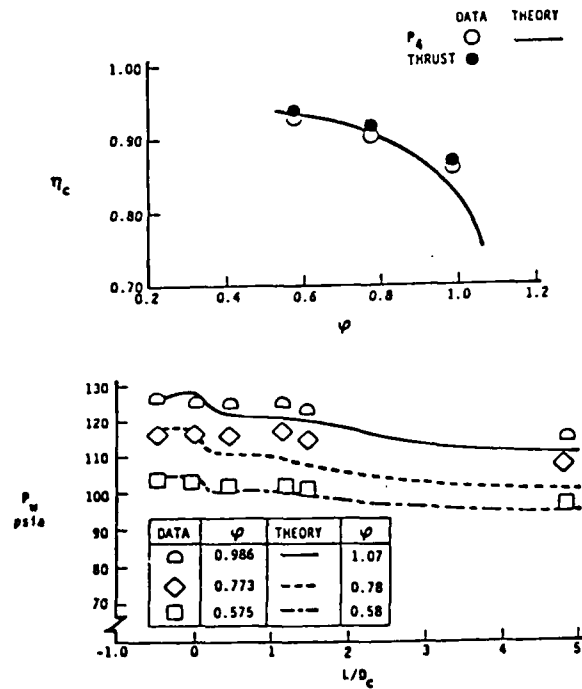 DATA THEORY
P4
THRUST
1.00
0.90
ηc
0.80
0.70
0.2 0.4 0.6 0.8 1.0 1.2
φ
130
120
110
100
90
80
70
Pw
psia
DATA φ THEORY φ
0.986 1.07
0.773 0.78
0.575 0.58
-1.0 0 1 2 3 4 5
L/Dc